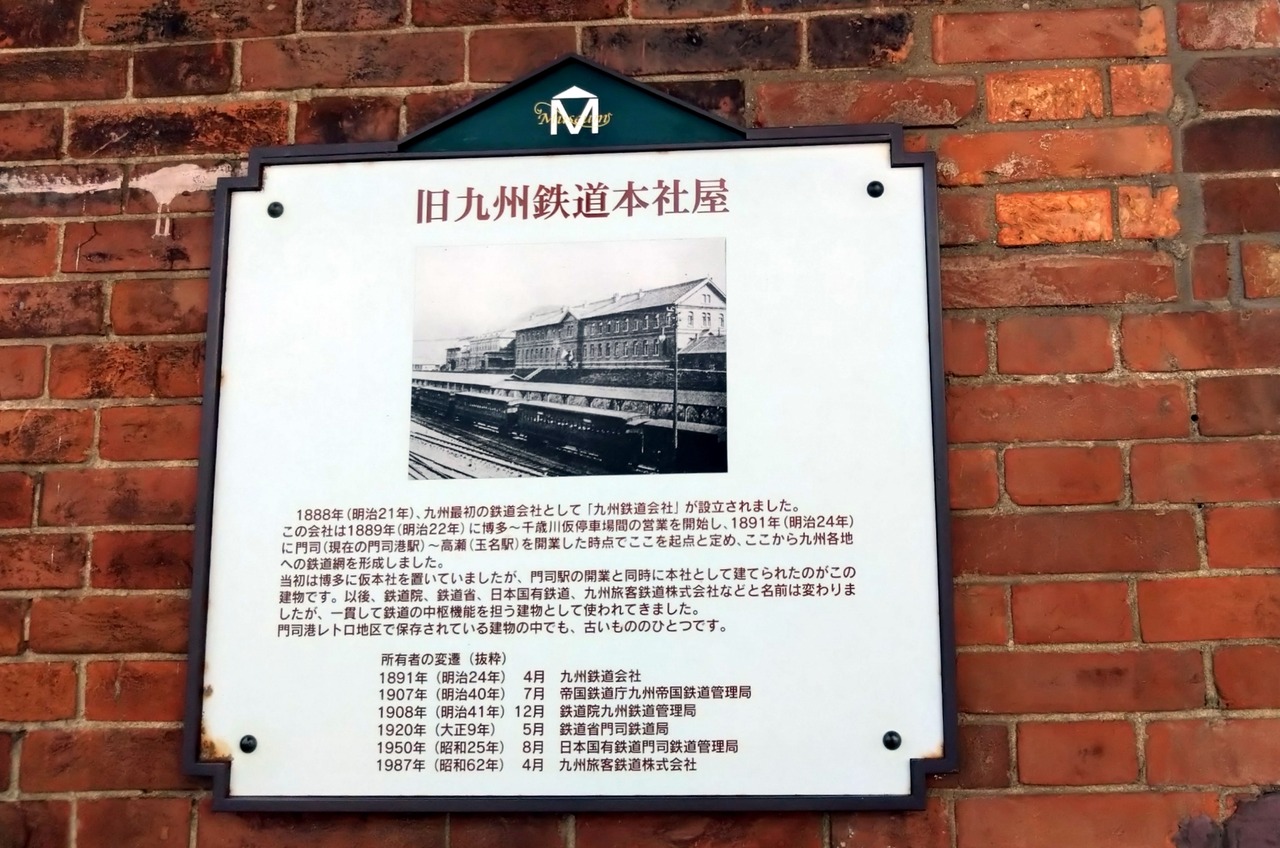 Museum
M
旧九州鉄道本社屋
1888年(明治21年)、九州最初の鉄道会社として「九州鉄道会社」が設立されました。
この会社は1889年(明治22年)に博多～千歳川仮停車場間の営業を開始し、1891年(明治24年)
に門司(現在の門司港駅)～高瀬(玉名駅)を開業した時点でここを起点と定め、ここから九州各地
への鉄道網を形成しました。
当初は博多に仮本社を置いていましたが、門司駅の開業と同時に本社として建てられたのがこの
建物です。以後、鉄道院、鉄道省、日本国有鉄道、九州旅客鉄道株式会社などと名前は変わりま
したが、一貫して鉄道の中枢機能を担う建物として使われてきました。
門司港レトロ地区で保存されている建物の中でも、古いもののひとつです。
所有者の変遷（抜粋）
1891年（明治24年） 4月 九州鉄道会社
1907年（明治40年） 7月 帝国鉄道庁九州帝国鉄道管理局
1908年（明治41年）12月 鉄道院九州鉄道管理局
1920年（大正9年） 5月 鉄道省門司鉄道局
1950年（昭和25年） 8月 日本国有鉄道門司鉄道管理局
1987年（昭和62年） 4月 九州旅客鉄道株式会社